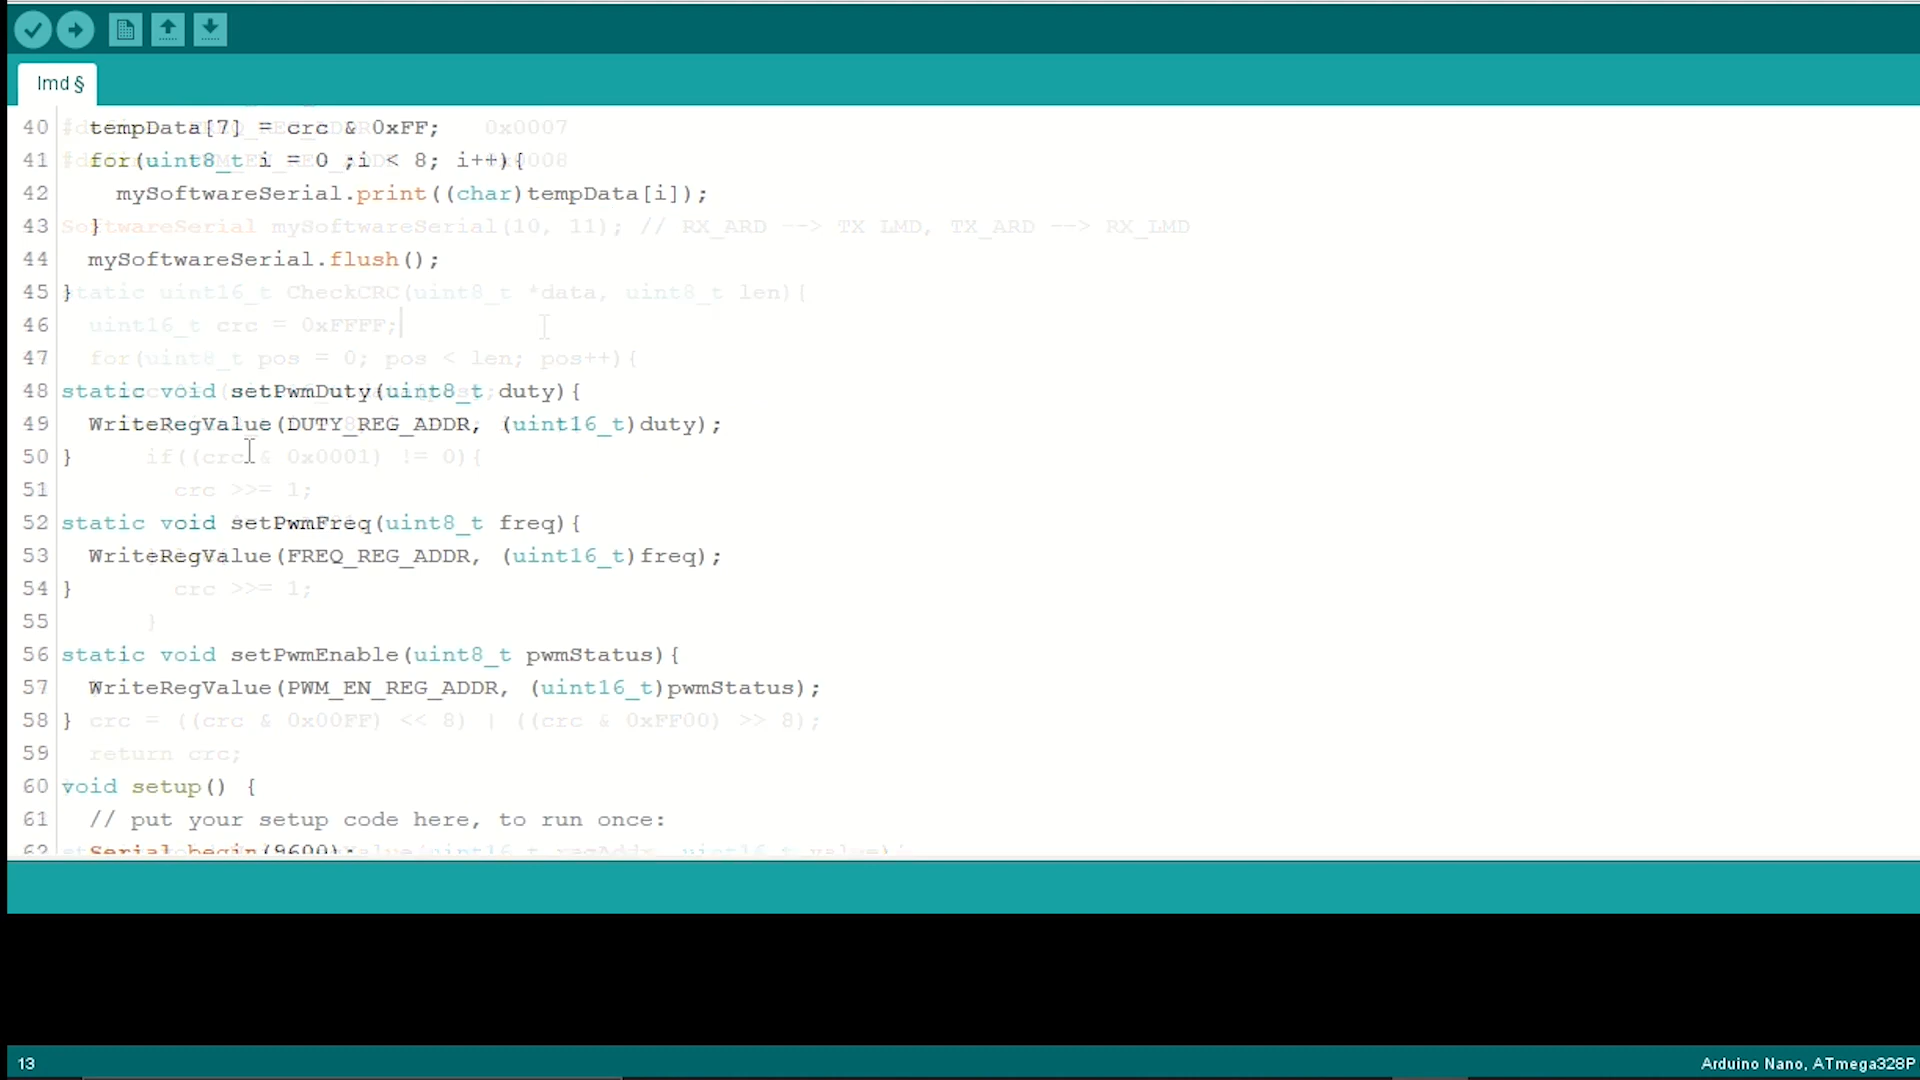 lmd §
40 tempData[7] = crc & 0xFF; 0x0007
41 for(uint8_t i = 0 ;i < 8; i++){ 0x0008
42 mySoftwareSerial.print((char)tempData[i]);
43 } SoftwareSerial mySoftwareSerial(10, 11); // RX_ARD --> TX LMD, TX_ARD --> RX_LMD
44 mySoftwareSerial.flush();
45 } static uint16_t CheckCRC(uint8_t *data, uint8_t len){
46 uint16_t crc = 0xFFFF;
47 for(uint8_t pos = 0; pos < len; pos++){
48 static void setPwmDuty(uint8_t duty){
49 WriteRegValue(DUTY_REG_ADDR, (uint16_t)duty);
50 } if((crc & 0x0001) != 0){
51 crc >>= 1;
52 static void setPwmFreq(uint8_t freq){
53 WriteRegValue(FREQ_REG_ADDR, (uint16_t)freq);
54 } crc >>= 1;
55 }
56 static void setPwmEnable(uint8_t pwmStatus){
57 WriteRegValue(PWM_EN_REG_ADDR, (uint16_t)pwmStatus);
58 } crc = ((crc & 0x00FF) << 8) | ((crc & 0xFF00) >> 8);
59 return crc;
60 void setup() {
61 // put your setup code here, to run once:
62 Serial.begin(9600);
13
Arduino Nano, ATmega328P